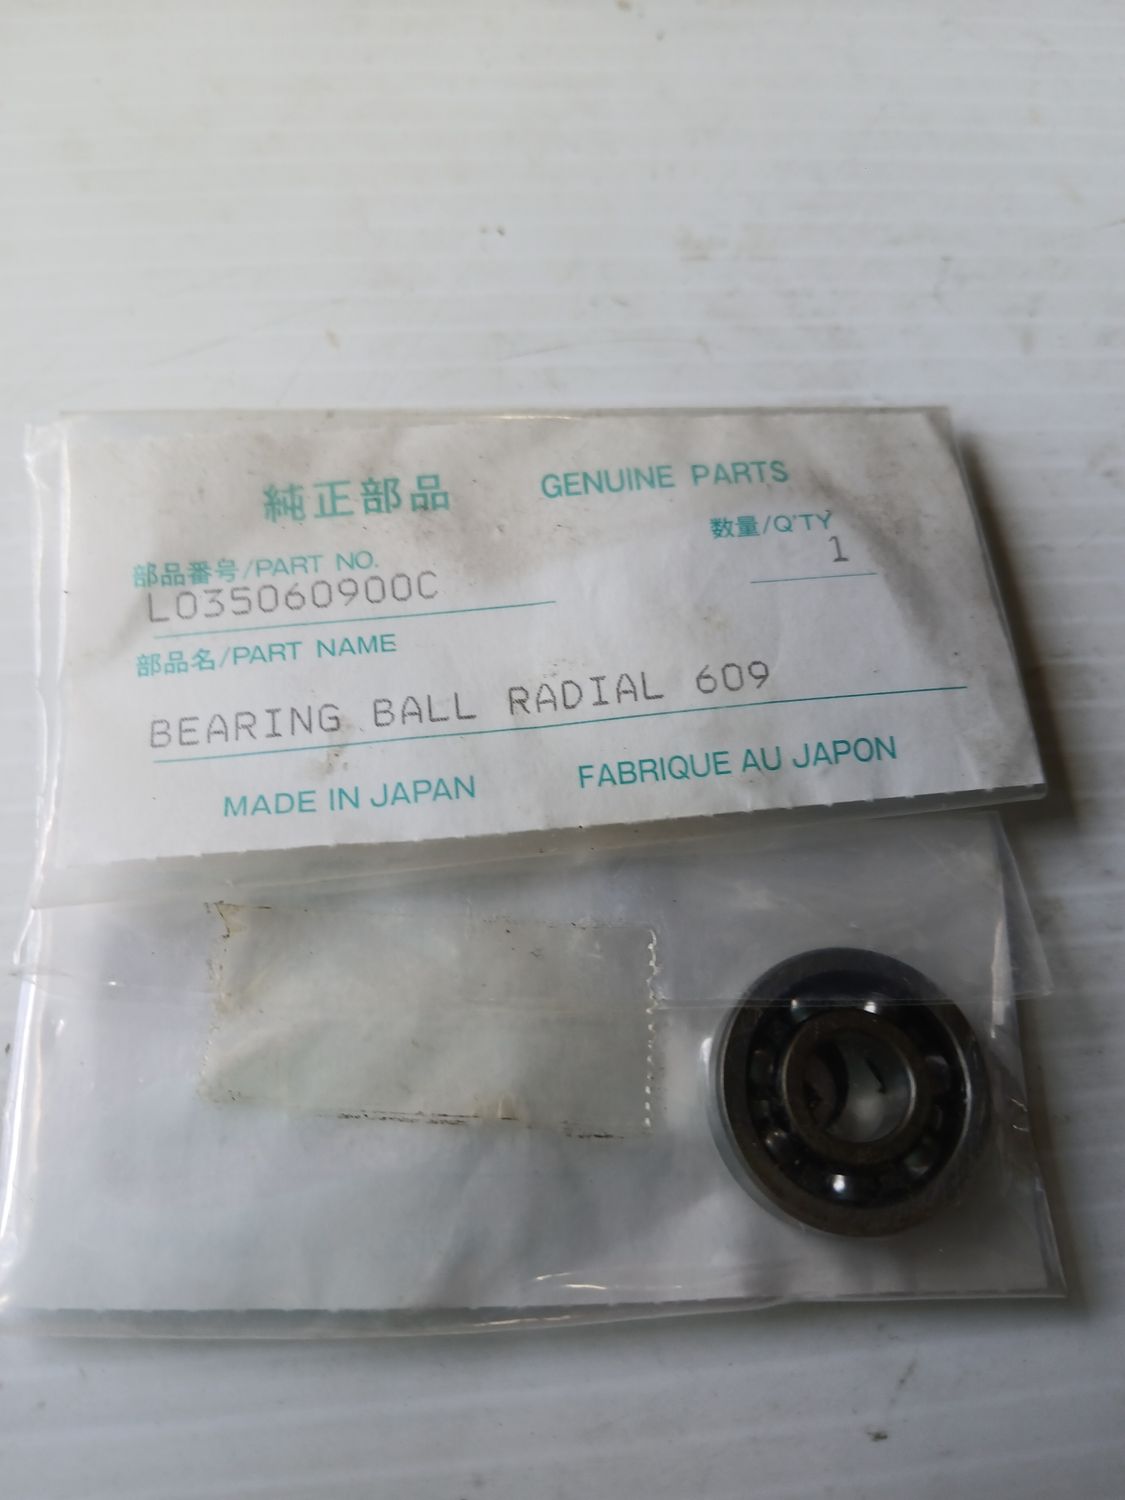 純正部品 GENUINE PARTS
数量/Q'TY
1
部品番号/PART NO.
L035060900C
部品名/PART NAME
BEARING BALL RADIAL 609
MADE IN JAPAN FABRIQUE AU JAPON